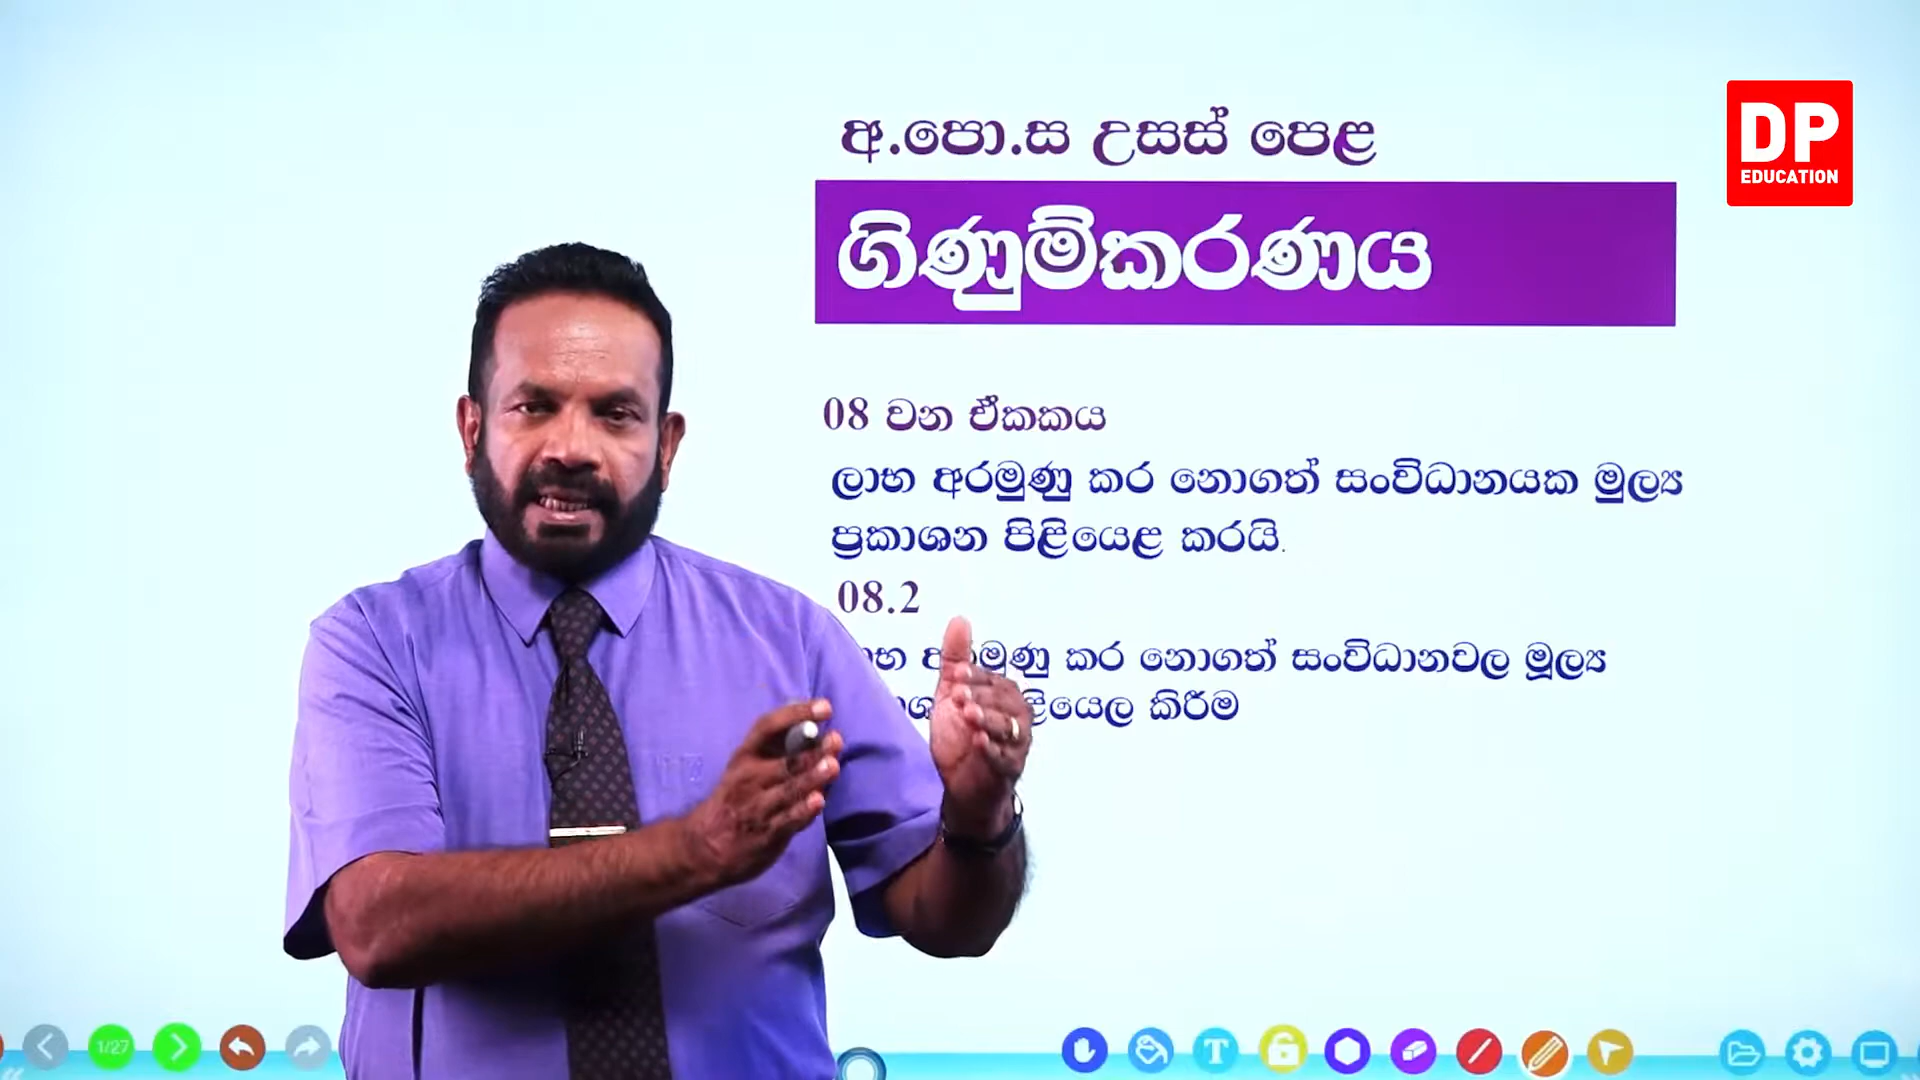 අ.පො.ස උසස් පෙළ
DP
EDUCATION
ගිණුම්කරණය
08 වන ඒකකය
ලාභ අරමුණු කර නොගත් සංවිධානයක මුල්‍ය
ප්‍රකාශන පිළියෙළ කරයි.
08.2
කර නොගත් සංවිධානවල මූල්‍ය
කිරීම
1/27
T